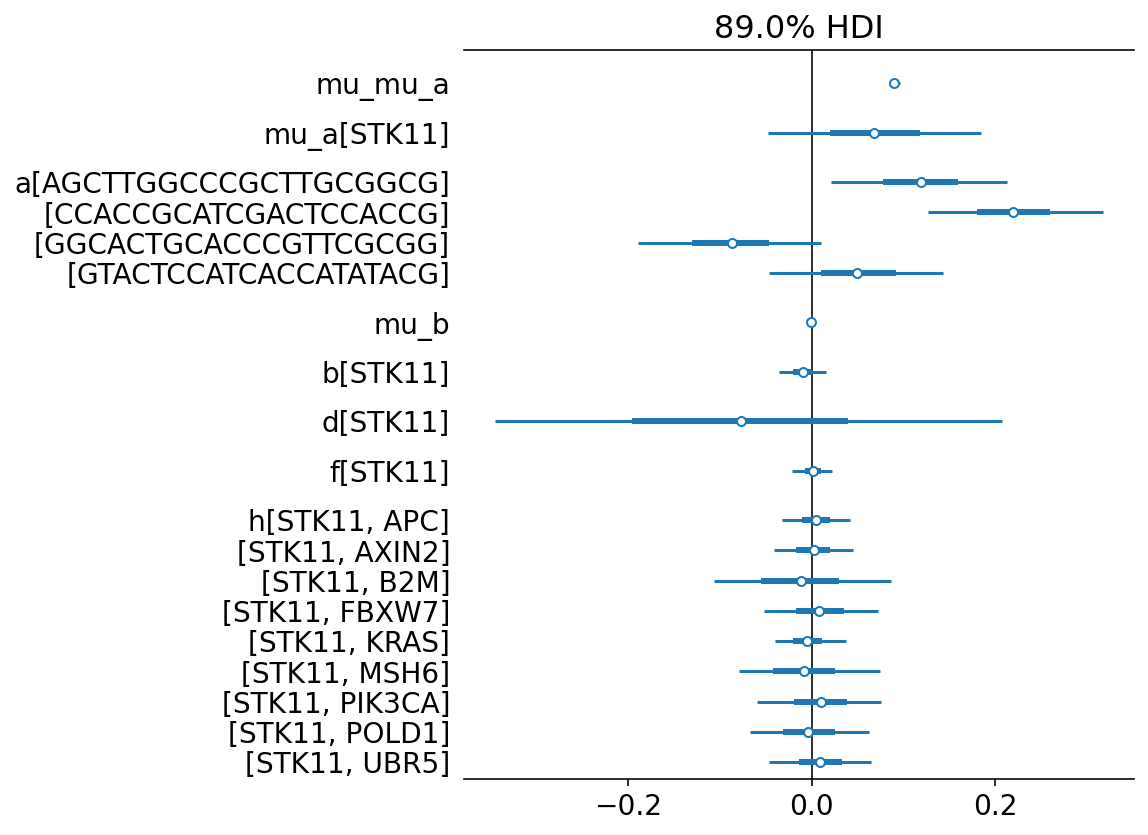 89.0% HDI
mu_mu_a
mu_a[STK11]
a[AGCTTGGCCCGCTTGCGGCG]
[CCACCGCATCGACTCCACCG]
[GGCACTGCACCCGTTCGCGG]
[GTACTCCATCACCATATACG]
mu_b
b[STK11]
d[STK11]
f[STK11]
h[STK11, APC]
[STK11, AXIN2]
[STK11, B2M]
[STK11, FBXW7]
[STK11, KRAS]
[STK11, MSH6]
[STK11, PIK3CA]
[STK11, POLD1]
[STK11, UBR5]
−0.2 0.0 0.2